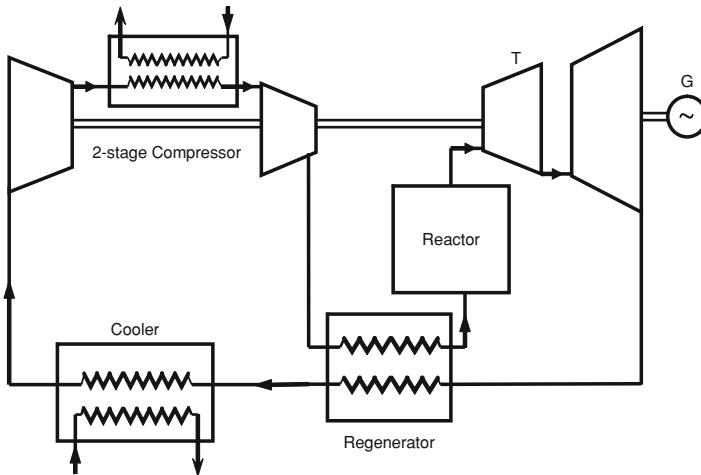 T
G
~
2-stage Compressor
Reactor
Cooler
Regenerator